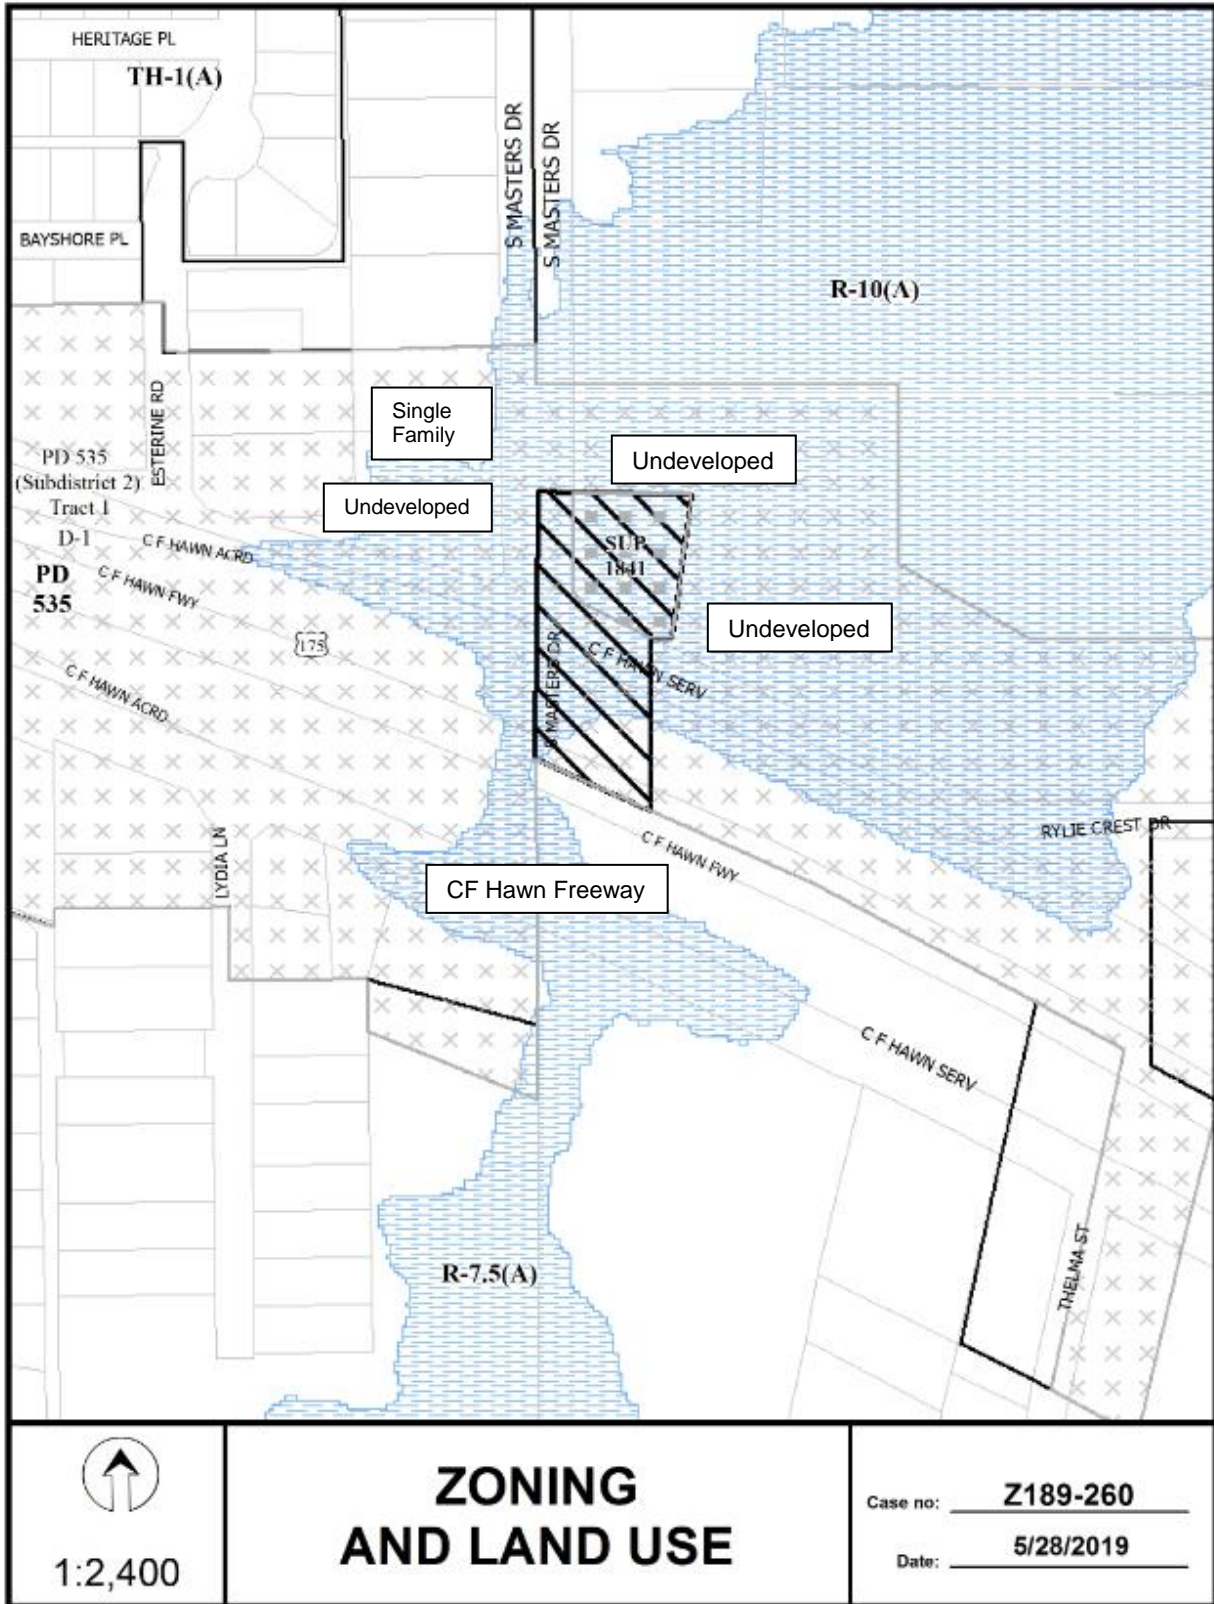 HERITAGE PL
TH-1(A)
S MASTERS DR
S MASTERS DR
BAYSHORE PL
R-10(A)
ESTERINE RD
Single
Family
Undeveloped
Undeveloped
PD 535
(Subdistrict 2)
Tract 1
D-1
PD
535
C F HAWN ACRD
C F HAWN FWY
175
C F HAWN ACRD
SUP
1841
Undeveloped
S MASTERS DR
C F HAWN SERV
LYDIA LN
C F HAWN FWY
RYLIE CREST DR
CF Hawn Freeway
C F HAWN SERV
R-7.5(A)
THELMA ST
1:2,400
ZONING
AND LAND USE
Case no: Z189-260
Date: 5/28/2019